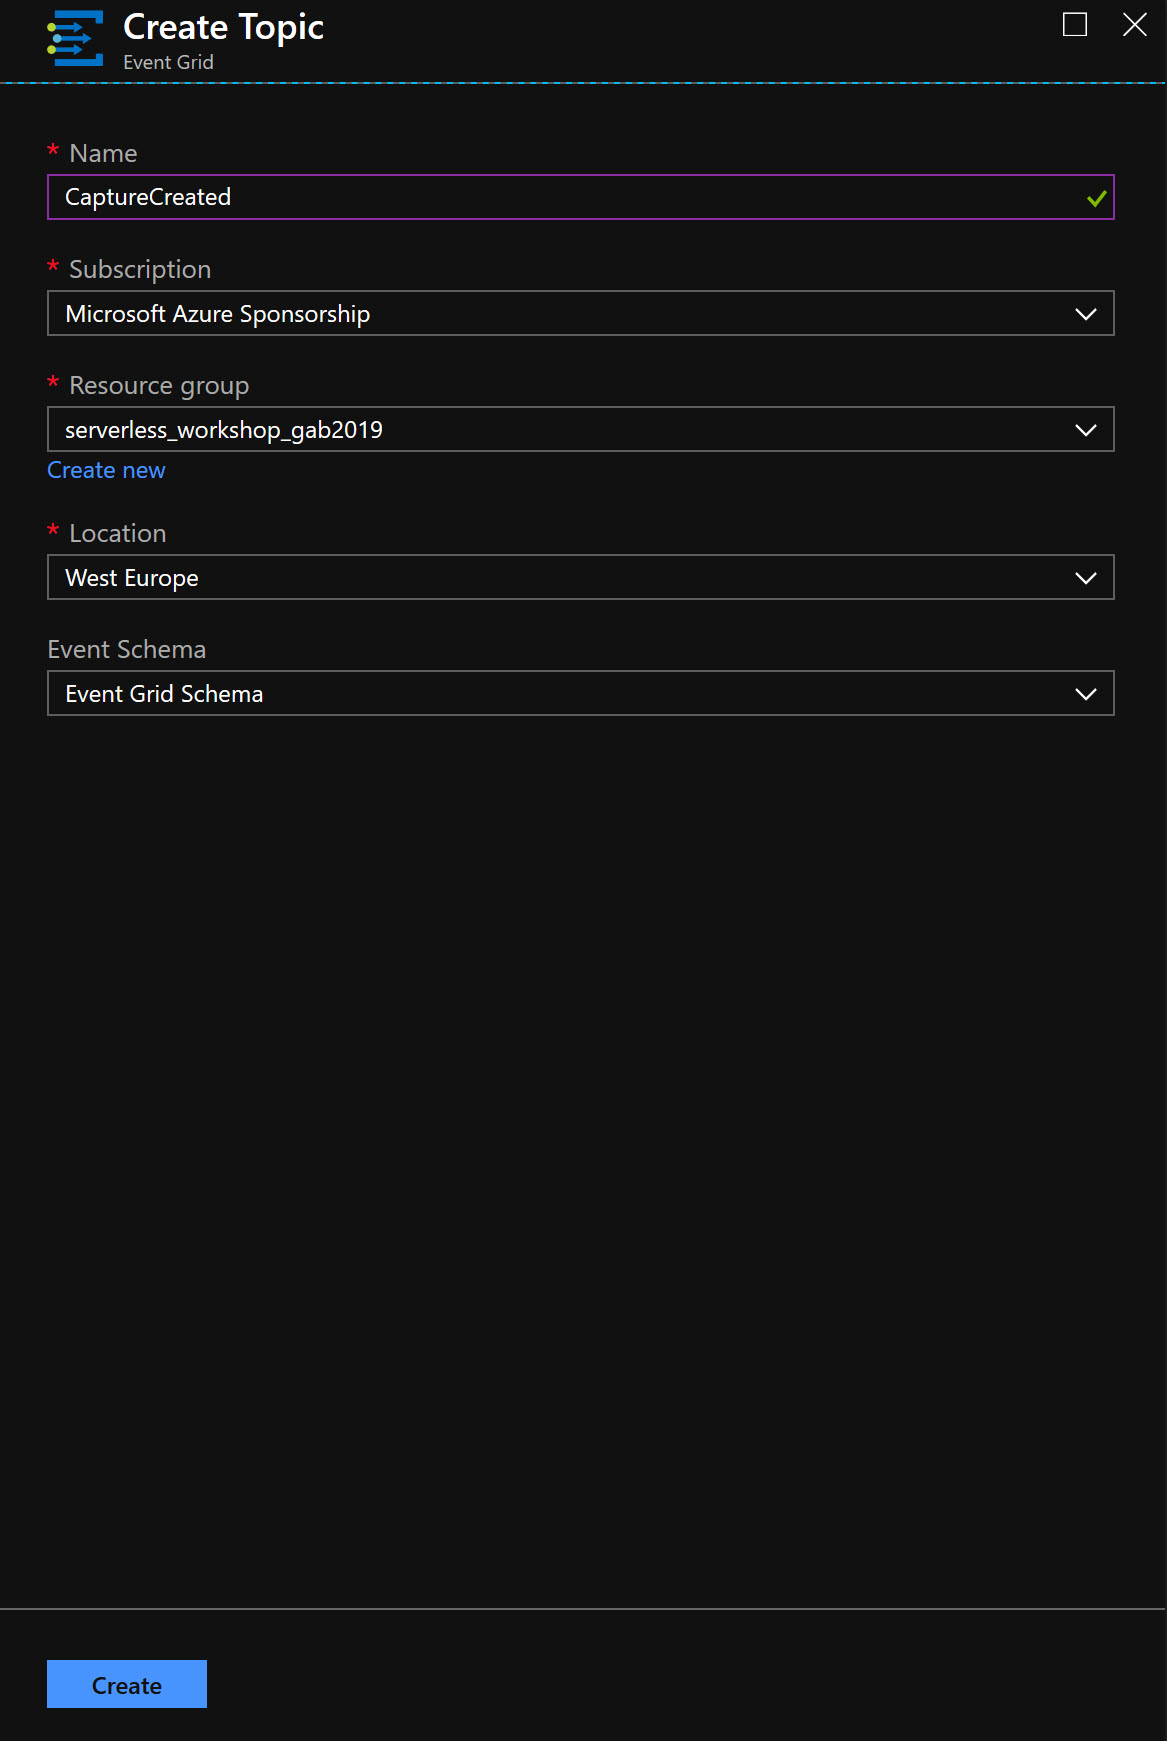 Create Topic
Event Grid
* Name
CaptureCreated
* Subscription
Microsoft Azure Sponsorship
* Resource group
serverless_workshop_gab2019
Create new
* Location
West Europe
Event Schema
Event Grid Schema
Create